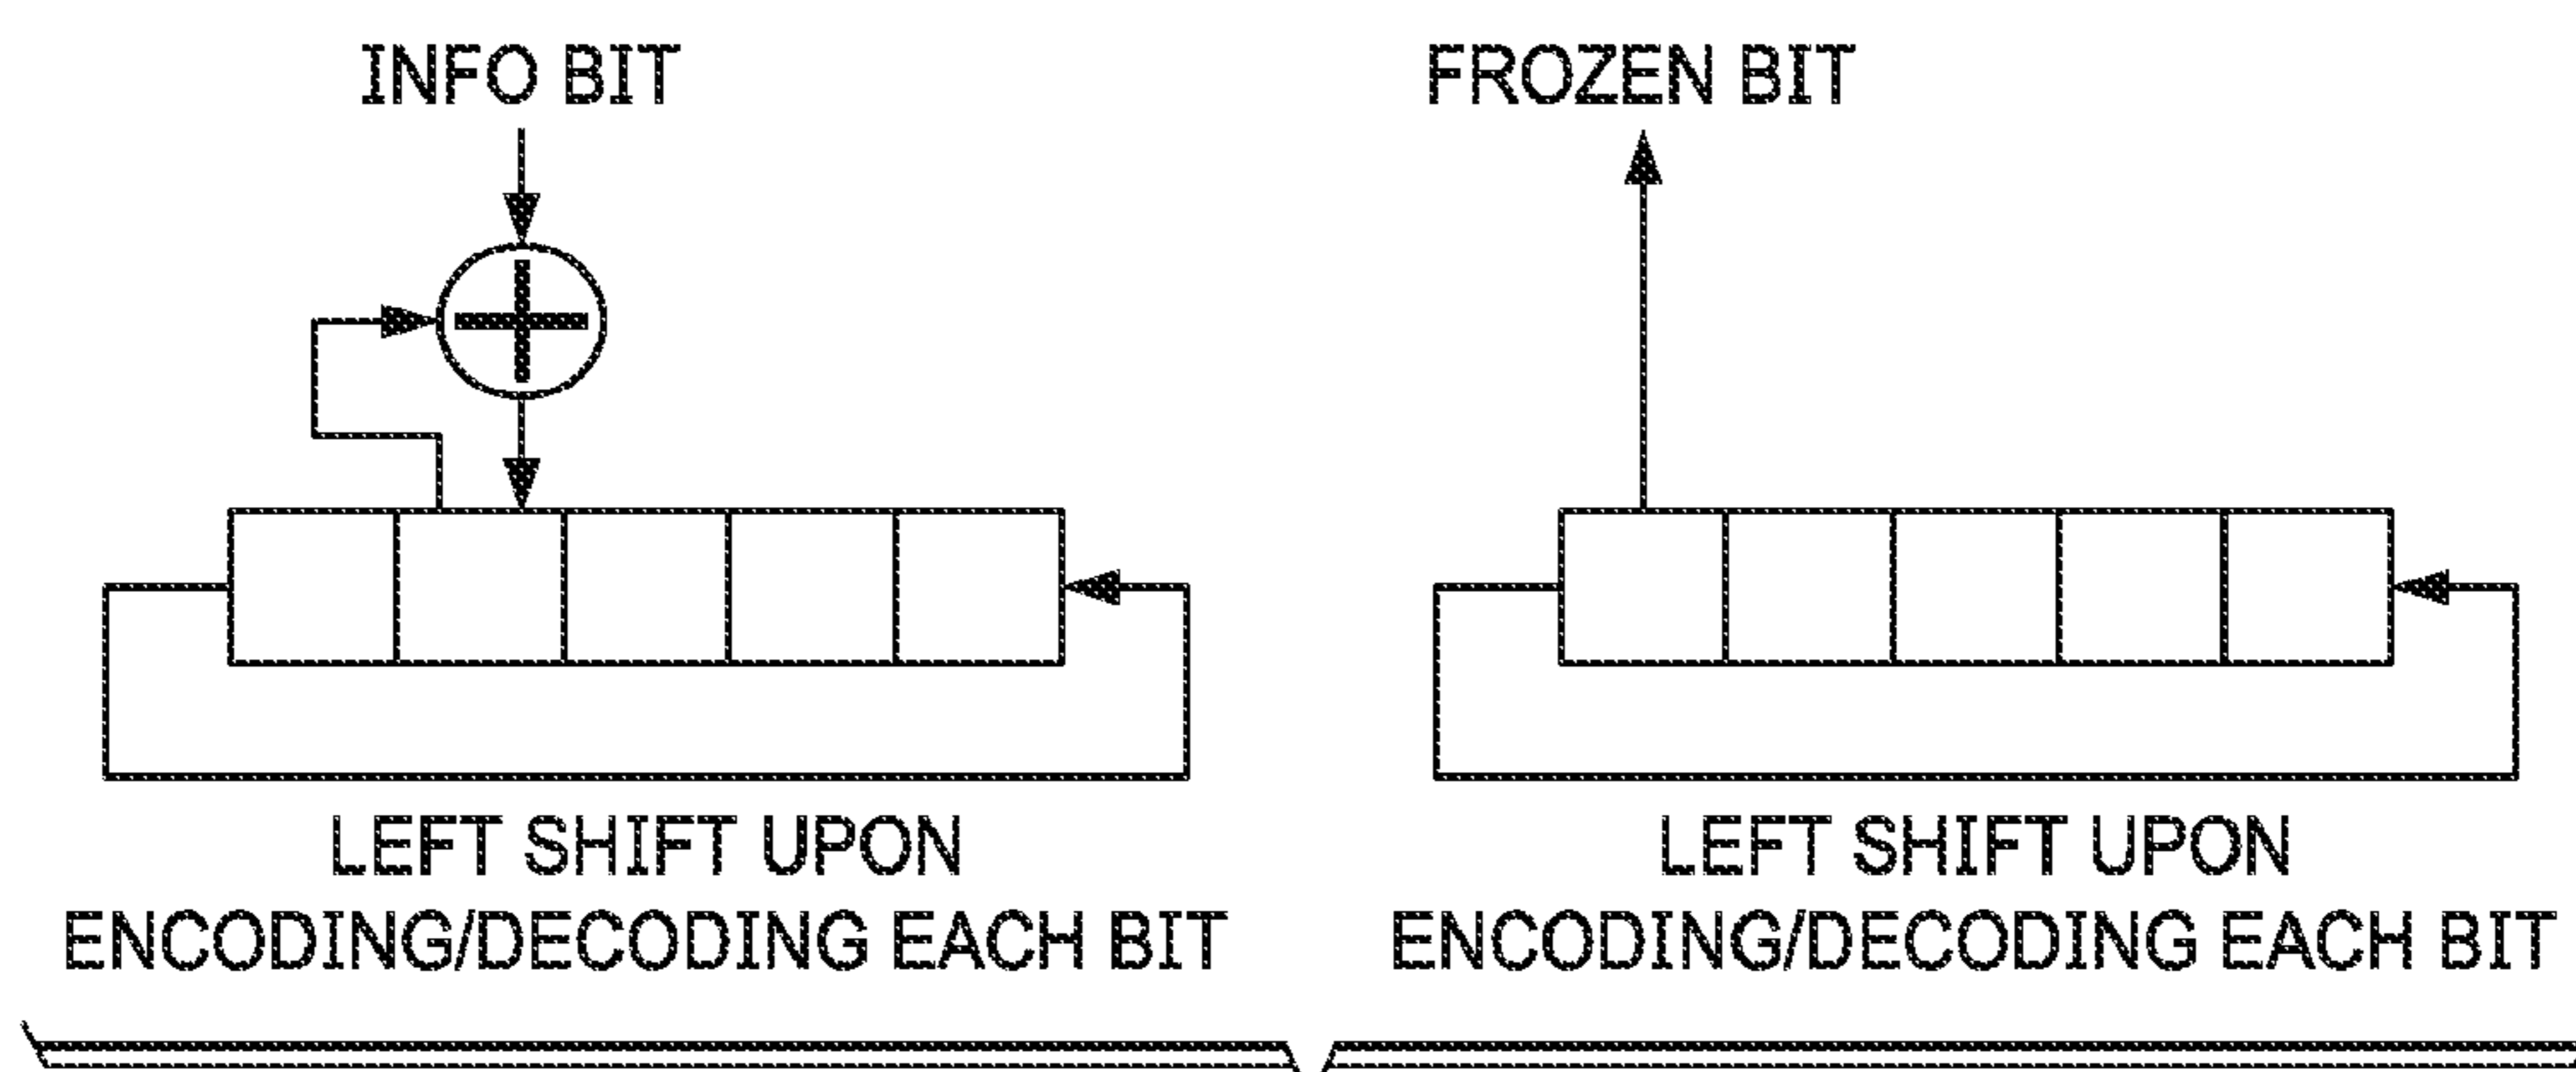 INFO BIT
FROZEN BIT
LEFT SHIFT UPON
ENCODING/DECODING EACH BIT
LEFT SHIFT UPON
ENCODING/DECODING EACH BIT